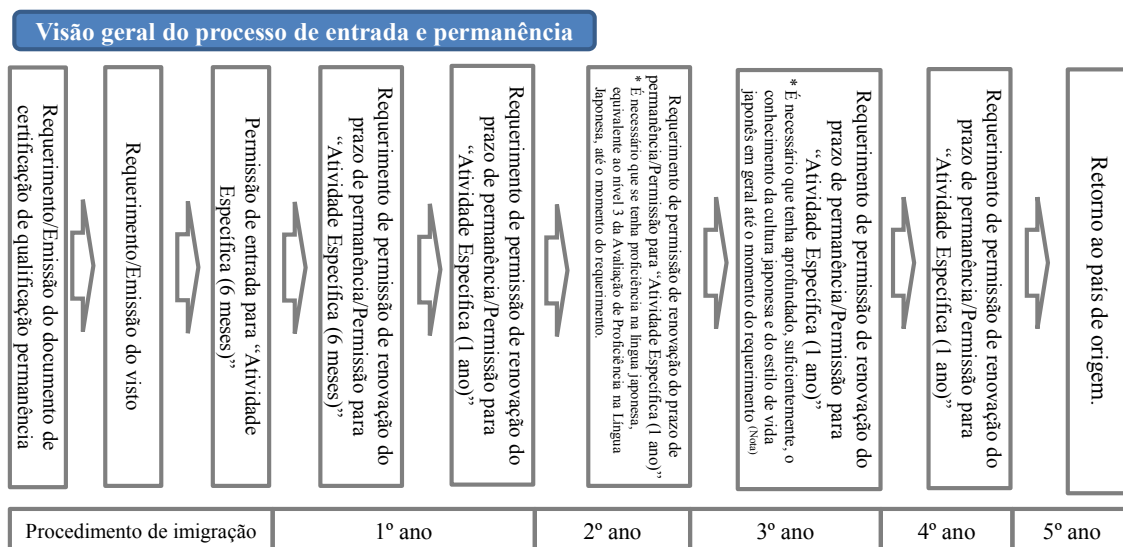 Visão geral do processo de entrada e permanência
Requerimento/Emissão do documento de
certificação de qualificação permanência
Requerimento/Emissão do visto
Permissão de entrada para “Atividade
Específica (6 meses)”
Requerimento de permissão de renovação do
prazo de permanência/Permissão para
“Atividade Específica (6 meses)”
Requerimento de permissão de renovação do
prazo de permanência/Permissão para
“Atividade Específica (1 ano)”
Requerimento de permissão de renovação do prazo de
permanência/Permissão para “Atividade Específica (1 ano)”
* É necessário que se tenha proficiência na língua japonesa,
equivalente ao nível 3 da Avaliação de Proficiência na Língua
Japonesa, até o momento do requerimento.
Requerimento de permissão de renovação do
prazo de permanência/Permissão para
“Atividade Específica (1 ano)”
* É necessário que tenha aprofundado, suficientemente, o
conhecimento da cultura japonesa e do estilo de vida
japonês em geral até o momento do requerimento (Nota)
Requerimento de permissão de renovação do
prazo de permanência/Permissão para
“Atividade Específica (1 ano)”
Retorno ao país de origem.
Procedimento de imigração
1º ano
2º ano
3º ano
4º ano
5º ano